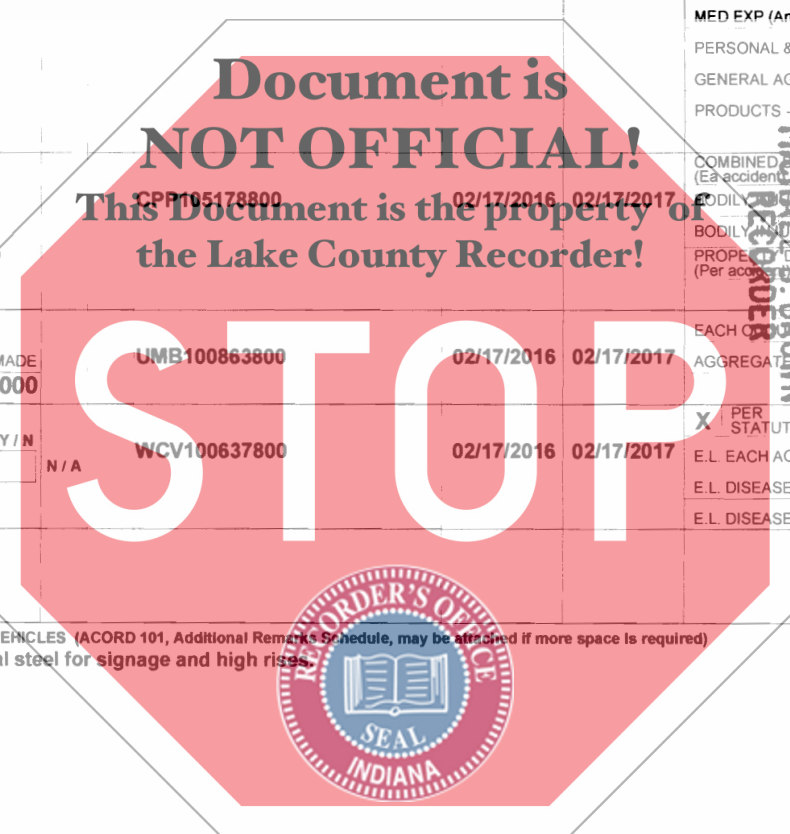 MED EXP (An
PERSONAL &
GENERAL AG
PRODUCTS -
Document is
NOT OFFICIAL!
COMBINED
(Ea accident
CPP105178800 02/17/2016 02/17/2017
This Document is the property of
BODILY
BODILY INJU
the Lake County Recorder!
(Per accident)
RECORDER
EACH
MADE UMB100863800 02/17/2016 02/17/2017 AGGREGAT
000
STOP
X PER
STATUT
Y / N
N / A WCV100637800 02/17/2016 02/17/2017 E.L. EACH AC
E.L. DISEASE
E.L. DISEASE
EHICLES (ACORD 101, Additional Remarks Schedule, may be attached if more space is required)
al steel for signage and high rises.
RECORDER'S OFFICE
SEAL
INDIANA